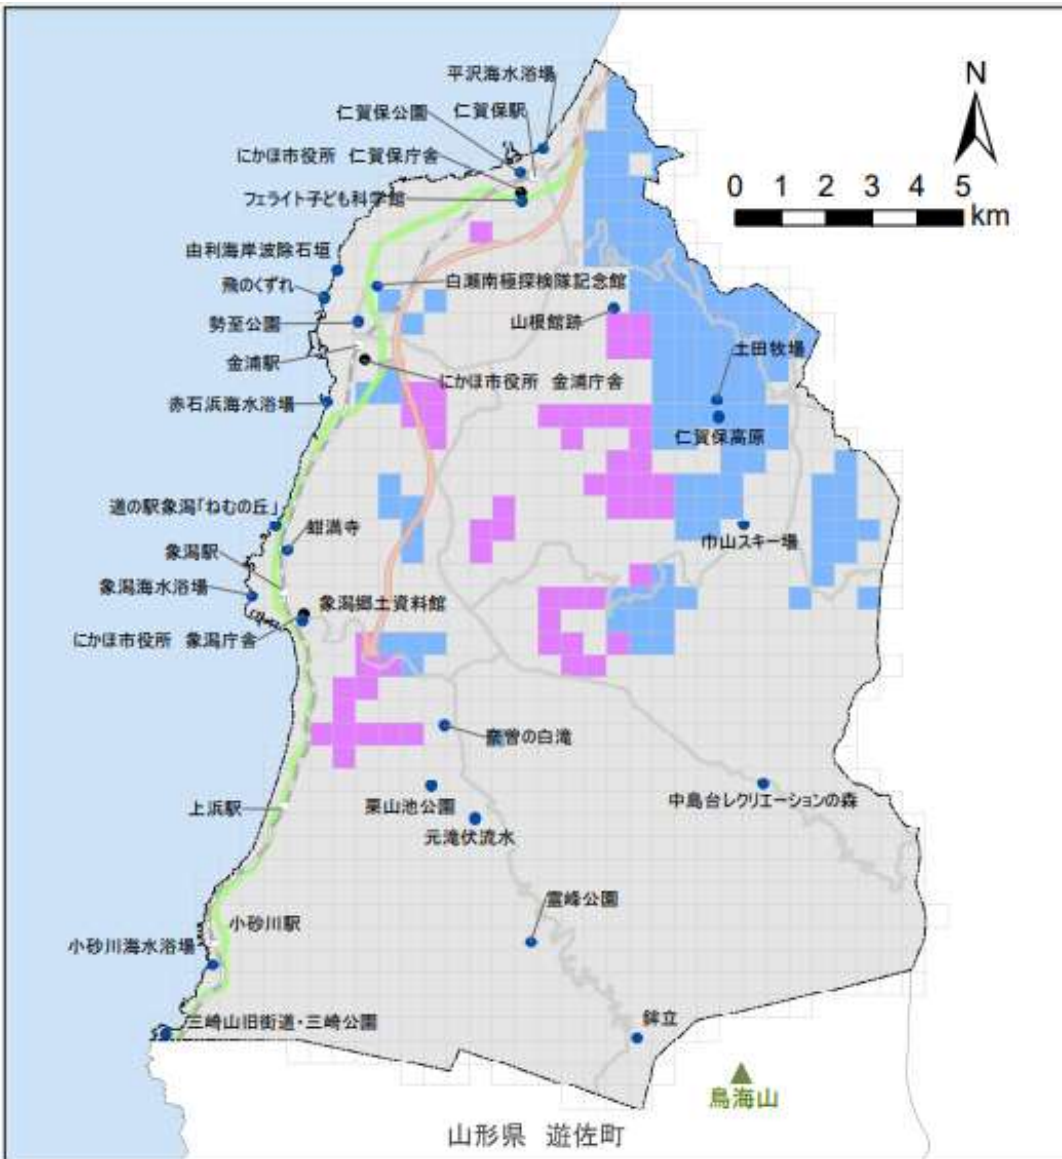 平沢海水浴場
N
仁賀保公園
仁賀保駅
にかほ市役所 仁賀保庁舎
0 1 2 3 4 5
km
フェライト子ども科学館
由利海岸波除石垣
飛のくずれ
白瀬南極探検隊記念館
勢至公園
山根館跡
土田牧場
金浦駅
にかほ市役所 金浦庁舎
赤石浜海水浴場
仁賀保高原
道の駅象潟「ねむの丘」
蚶満寺
象潟駅
巾山スキー場
象潟海水浴場
象潟郷土資料館
にかほ市役所 象潟庁舎
奈曽の白滝
上浜駅
栗山池公園
中島台レクリエーションの森
元滝伏流水
霊峰公園
小砂川駅
小砂川海水浴場
三崎山旧街道・三崎公園
鉾立
鳥海山
山形県 遊佐町